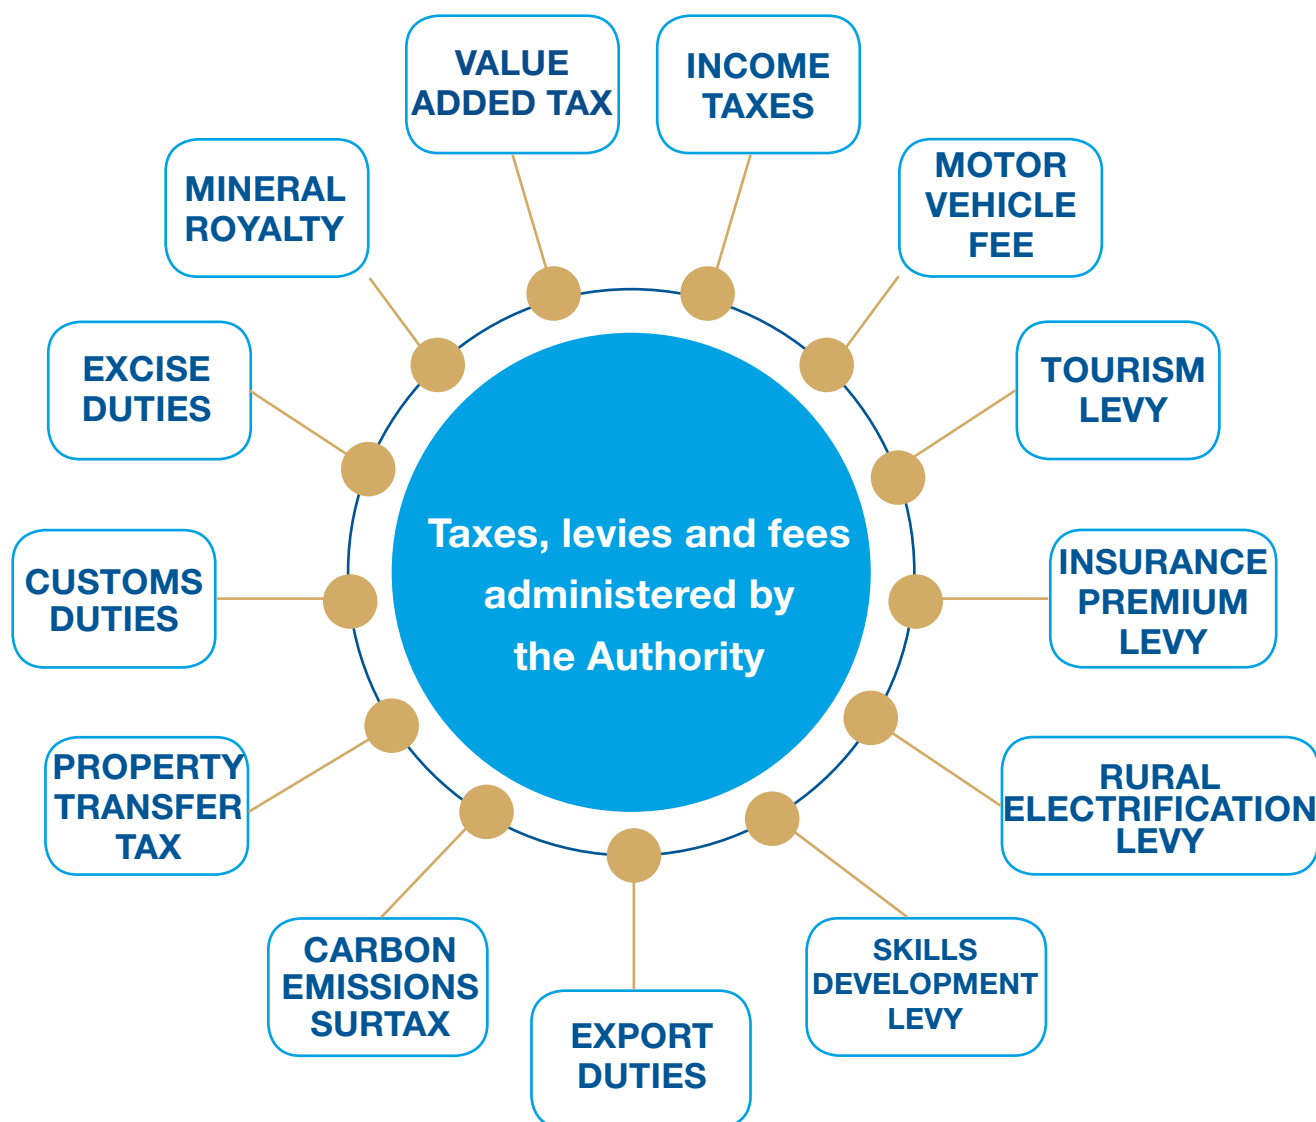 VALUE
ADDED TAX
INCOME
TAXES
MOTOR
VEHICLE
FEE
TOURISM
LEVY
INSURANCE
PREMIUM
LEVY
RURAL
ELECTRIFICATION
LEVY
SKILLS
DEVELOPMENT
LEVY
EXPORT
DUTIES
CARBON
EMISSIONS
SURTAX
PROPERTY
TRANSFER
TAX
CUSTOMS
DUTIES
EXCISE
DUTIES
MINERAL
ROYALTY
Taxes, levies and fees
administered by
the Authority